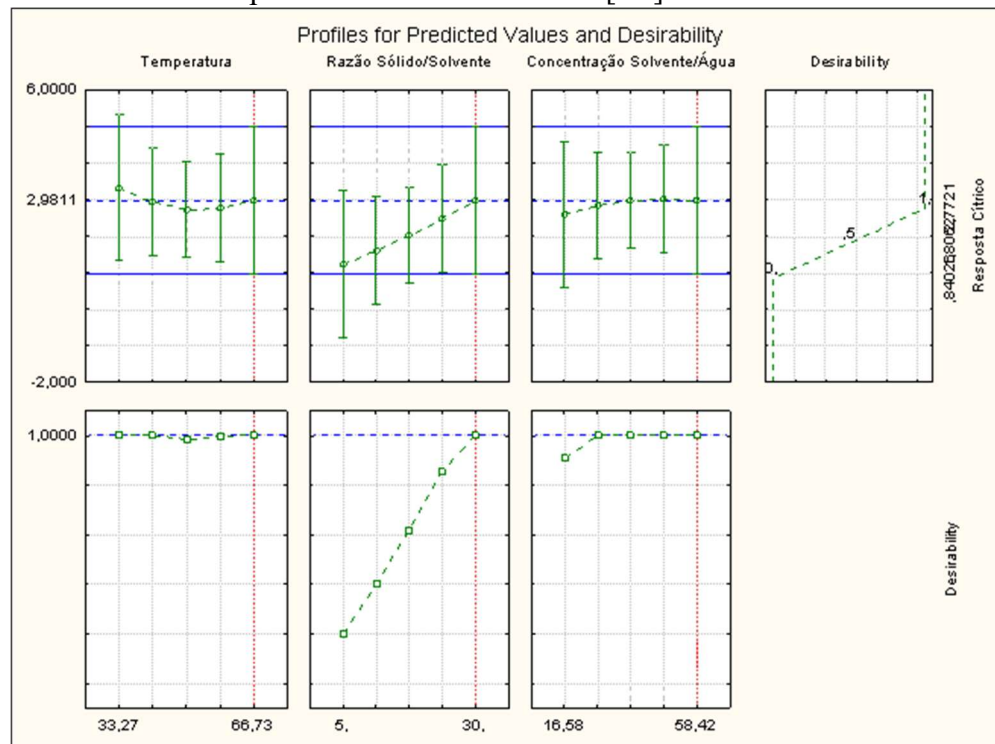 Profiles for Predicted Values and Desirability
Temperatura
Razão Sólido/Solvente
Concentração Solvente/Água
Desirability
6,0000
2,9811
-2,000
0,
,5
1,
Resposta Cítrico
1,0000
Desirability
33,27
66,73
5,
30,
16,58
58,42